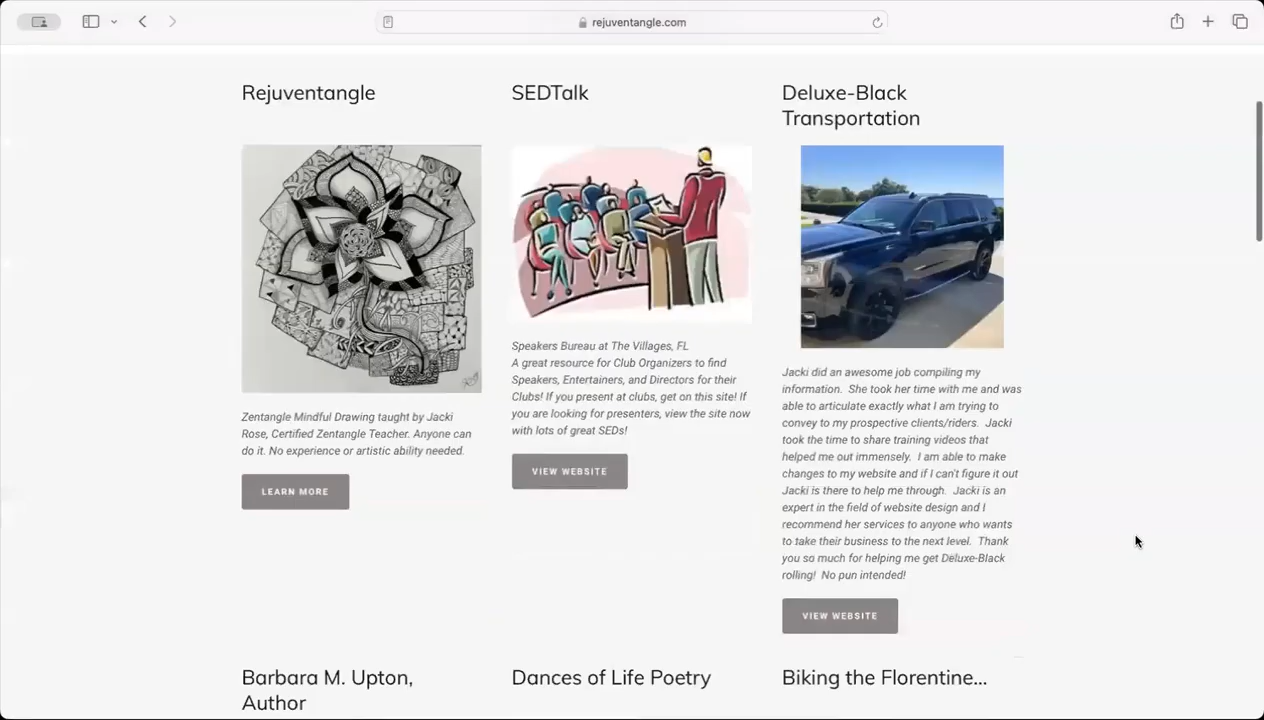 rejuventangle.com
Rejuventangle
Zentangle Mindful Drawing taught by Jacki
Rose, Certified Zentangle Teacher. Anyone can
do it. No experience or artistic ability needed.
LEARN MORE
SEDTalk
Speakers Bureau at The Villages, FL
A great resource for Club Organizers to find
Speakers, Entertainers, and Directors for their
Clubs! If you present at clubs, get on this site! If
you are looking for presenters, view the site now
with lots of great SEDs!
VIEW WEBSITE
Deluxe-Black
Transportation
Jacki did an awesome job compiling my
information. She took her time with me and was
able to articulate exactly what I am trying to
convey to my prospective clients/riders. Jacki
took the time to share training videos that
helped me out immensely. I am able to make
changes to my website and if I can't figure it out
Jacki is there to help me through. Jacki is an
expert in the field of website design and I
recommend her services to anyone who wants
to take their business to the next level. Thank
you so much for helping me get Deluxe-Black
rolling! No pun intended!
VIEW WEBSITE
Barbara M. Upton,
Author
Dances of Life Poetry
Biking the Florentine...